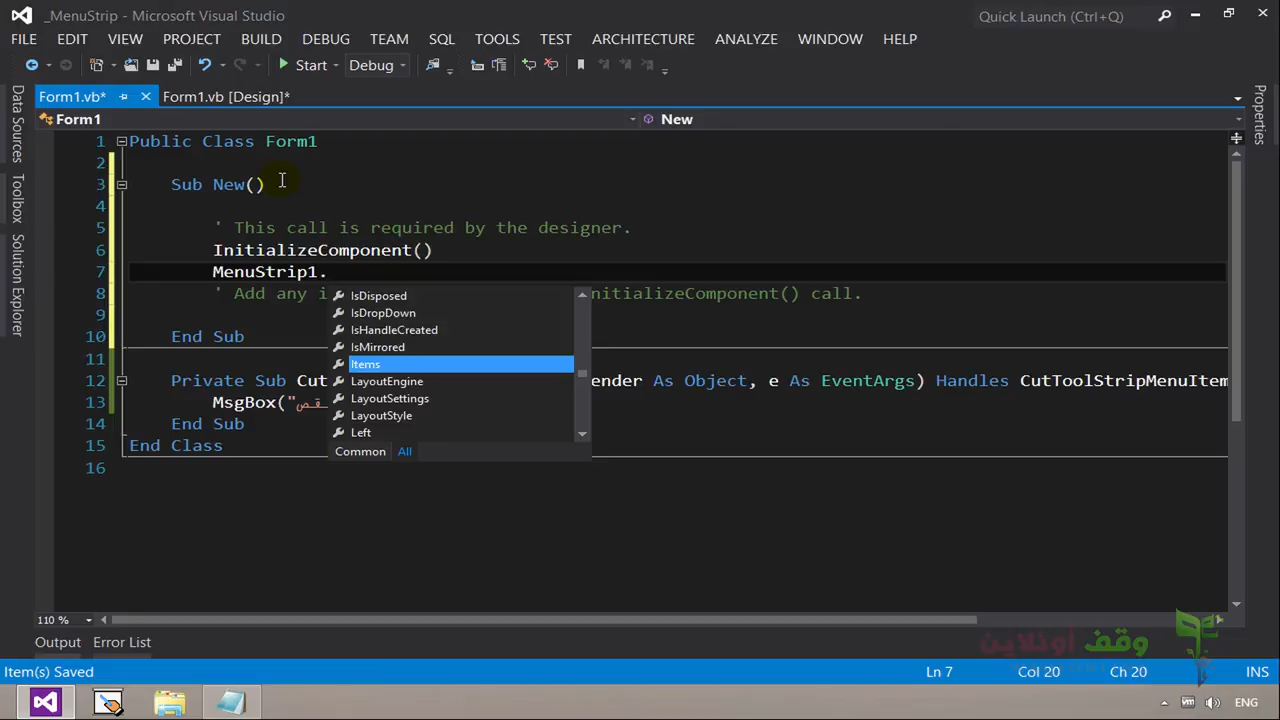 _MenuStrip - Microsoft Visual Studio
Quick Launch (Ctrl+Q)
FILE EDIT VIEW PROJECT BUILD DEBUG TEAM SQL TOOLS TEST ARCHITECTURE ANALYZE WINDOW HELP
Start Debug
Form1.vb* Form1.vb [Design]*
Form1 New
Data Sources
Toolbox
Solution Explorer
Properties
1 Public Class Form1
2
3 Sub New()
4
5 ' This call is required by the designer.
6 InitializeComponent()
7 MenuStrip1.
8 ' Add any i nitializeComponent() call.
9
10 End Sub
11
12 Private Sub Cut ender As Object, e As EventArgs) Handles CutToolStripMenuItem
13 MsgBox("قص
14 End Sub
15 End Class
16
IsDisposed
IsDropDown
IsHandleCreated
IsMirrored
Items
LayoutEngine
LayoutSettings
LayoutStyle
Left
Common All
110 %
Output Error List
وقف أونلاين
Item(s) Saved Ln 7 Col 20 Ch 20 INS
ENG